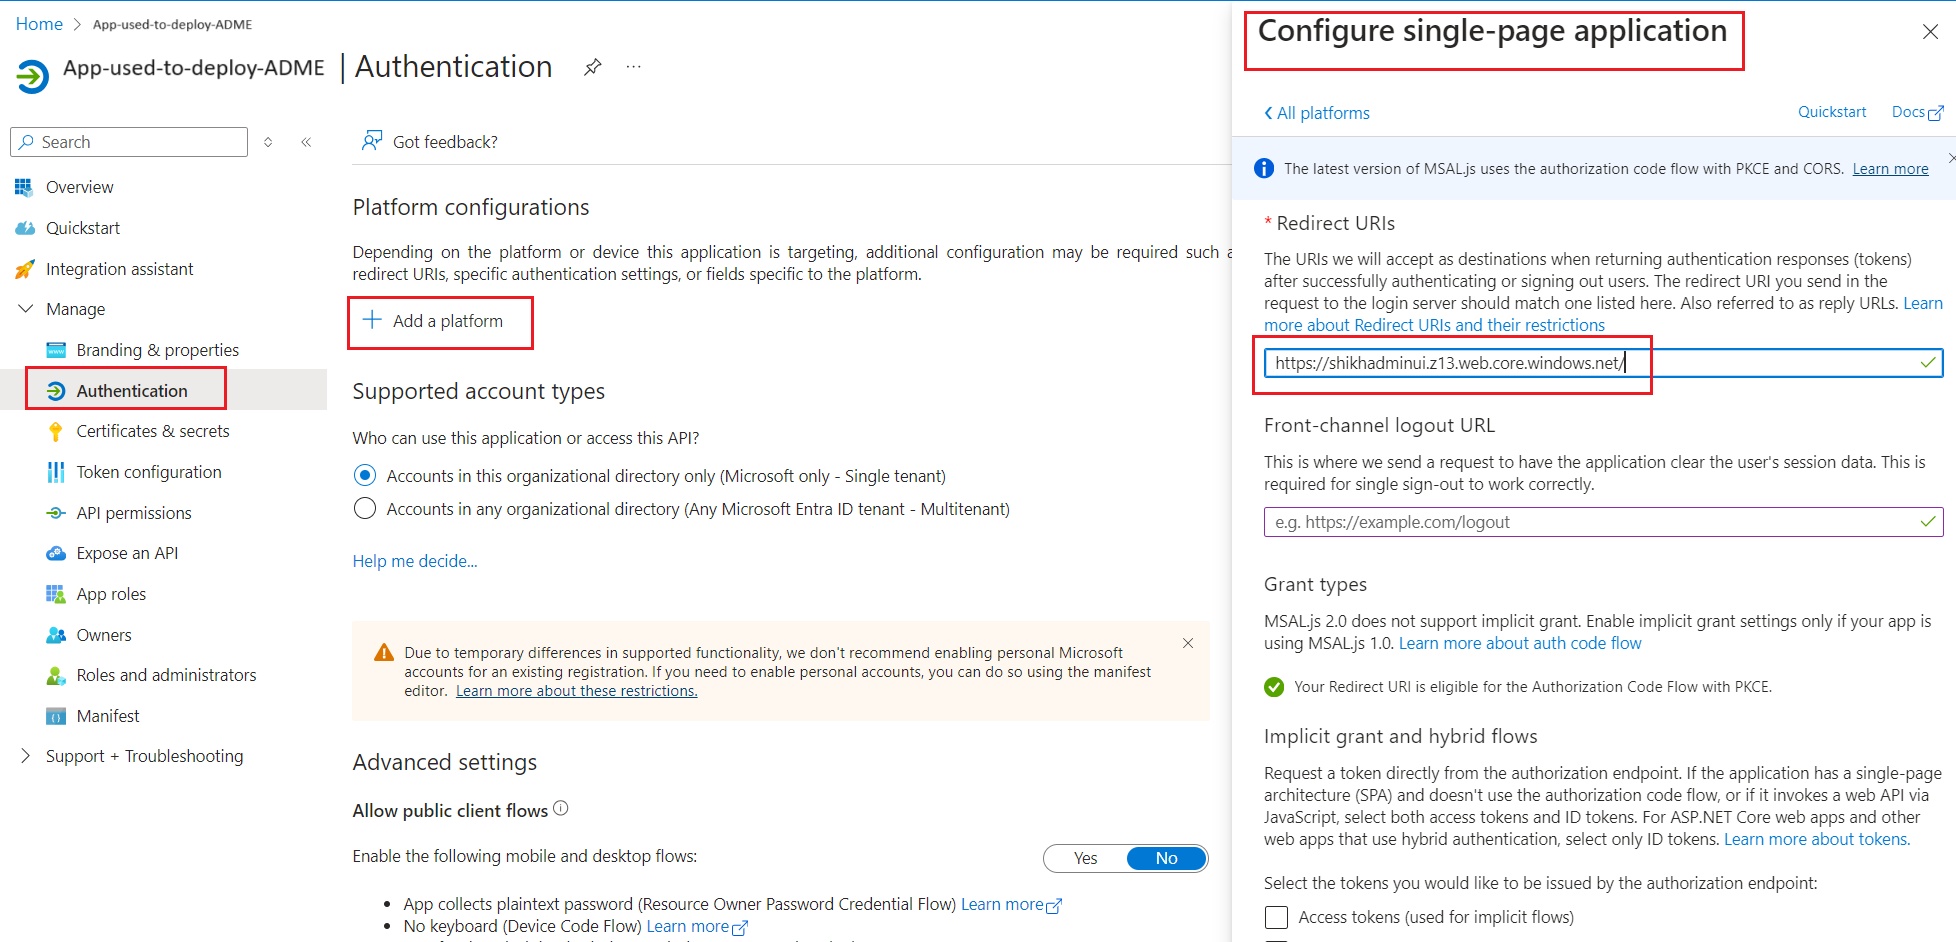 Home
App-used-to-deploy-ADME
App-used-to-deploy-ADME | Authentication
Search
Overview
Quickstart
Integration assistant
Manage
Branding & properties
Authentication
Certificates & secrets
Token configuration
API permissions
Expose an API
App roles
Owners
Roles and administrators
Manifest
Support + Troubleshooting
Got feedback?
Platform configurations
Depending on the platform or device this application is targeting, additional configuration may be required such
redirect URIs, specific authentication settings, or fields specific to the platform.
Add a platform
Supported account types
Who can use this application or access this API?
Accounts in this organizational directory only (Microsoft only - Single tenant)
Accounts in any organizational directory (Any Microsoft Entra ID tenant - Multitenant)
Help me decide...
Due to temporary differences in supported functionality, we don't recommend enabling personal Microsoft
accounts for an existing registration. If you need to enable personal accounts, you can do so using the manifest
editor. Learn more about these restrictions.
Advanced settings
Allow public client flows
Enable the following mobile and desktop flows:
Yes
No
• App collects plaintext password (Resource Owner Password Credential Flow) Learn more
• No keyboard (Device Code Flow) Learn more
Configure single-page application
All platforms
Quickstart
Docs
The latest version of MSAL.js uses the authorization code flow with PKCE and CORS. Learn more
* Redirect URIs
The URIs we will accept as destinations when returning authentication responses (tokens)
after successfully authenticating or signing out users. The redirect URI you send in the
request to the login server should match one listed here. Also referred to as reply URLs. Learn
more about Redirect URIs and their restrictions
https://shikhadminui.z13.web.core.windows.net/
Front-channel logout URL
This is where we send a request to have the application clear the user's session data. This is
required for single sign-out to work correctly.
e.g. https://example.com/logout
Grant types
MSAL.js 2.0 does not support implicit grant. Enable implicit grant settings only if your app is
using MSAL.js 1.0. Learn more about auth code flow
Your Redirect URI is eligible for the Authorization Code Flow with PKCE.
Implicit grant and hybrid flows
Request a token directly from the authorization endpoint. If the application has a single-page
architecture (SPA) and doesn't use the authorization code flow, or if it invokes a web API via
JavaScript, select both access tokens and ID tokens. For ASP.NET Core web apps and other
web apps that use hybrid authentication, select only ID tokens. Learn more about tokens.
Select the tokens you would like to be issued by the authorization endpoint:
Access tokens (used for implicit flows)